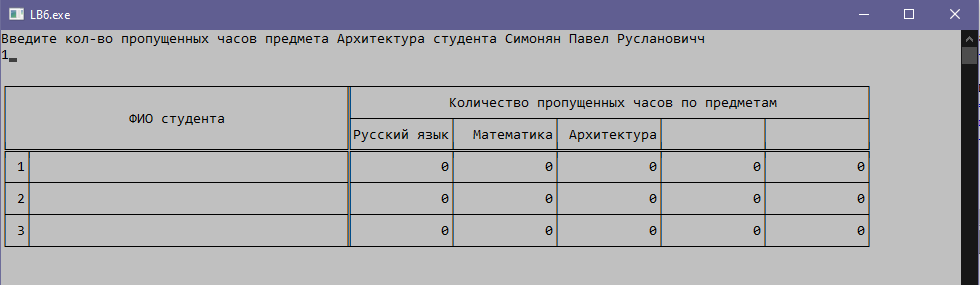 LB6.exe
Введите кол-во пропущенных часов предмета Архитектура студента Симонян Павел Руслановичч
1
Количество пропущенных часов по предметам
ФИО студента
Русский язык Математика Архитектура
1 0 0 0 0 0
2 0 0 0 0 0
3 0 0 0 0 0